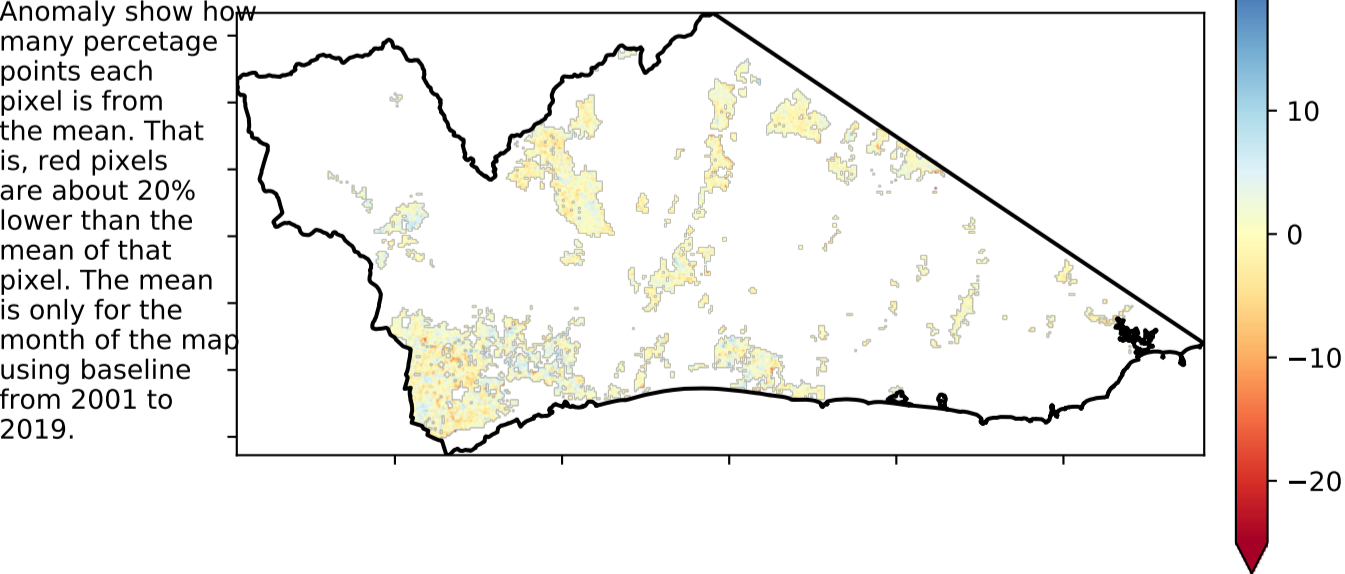 Anomaly show how
many percetage
points each
pixel is from
the mean. That
is, red pixels
are about 20%
lower than the
mean of that
pixel. The mean
is only for the
month of the map
using baseline
from 2001 to
2019.
10
0
−10
−20